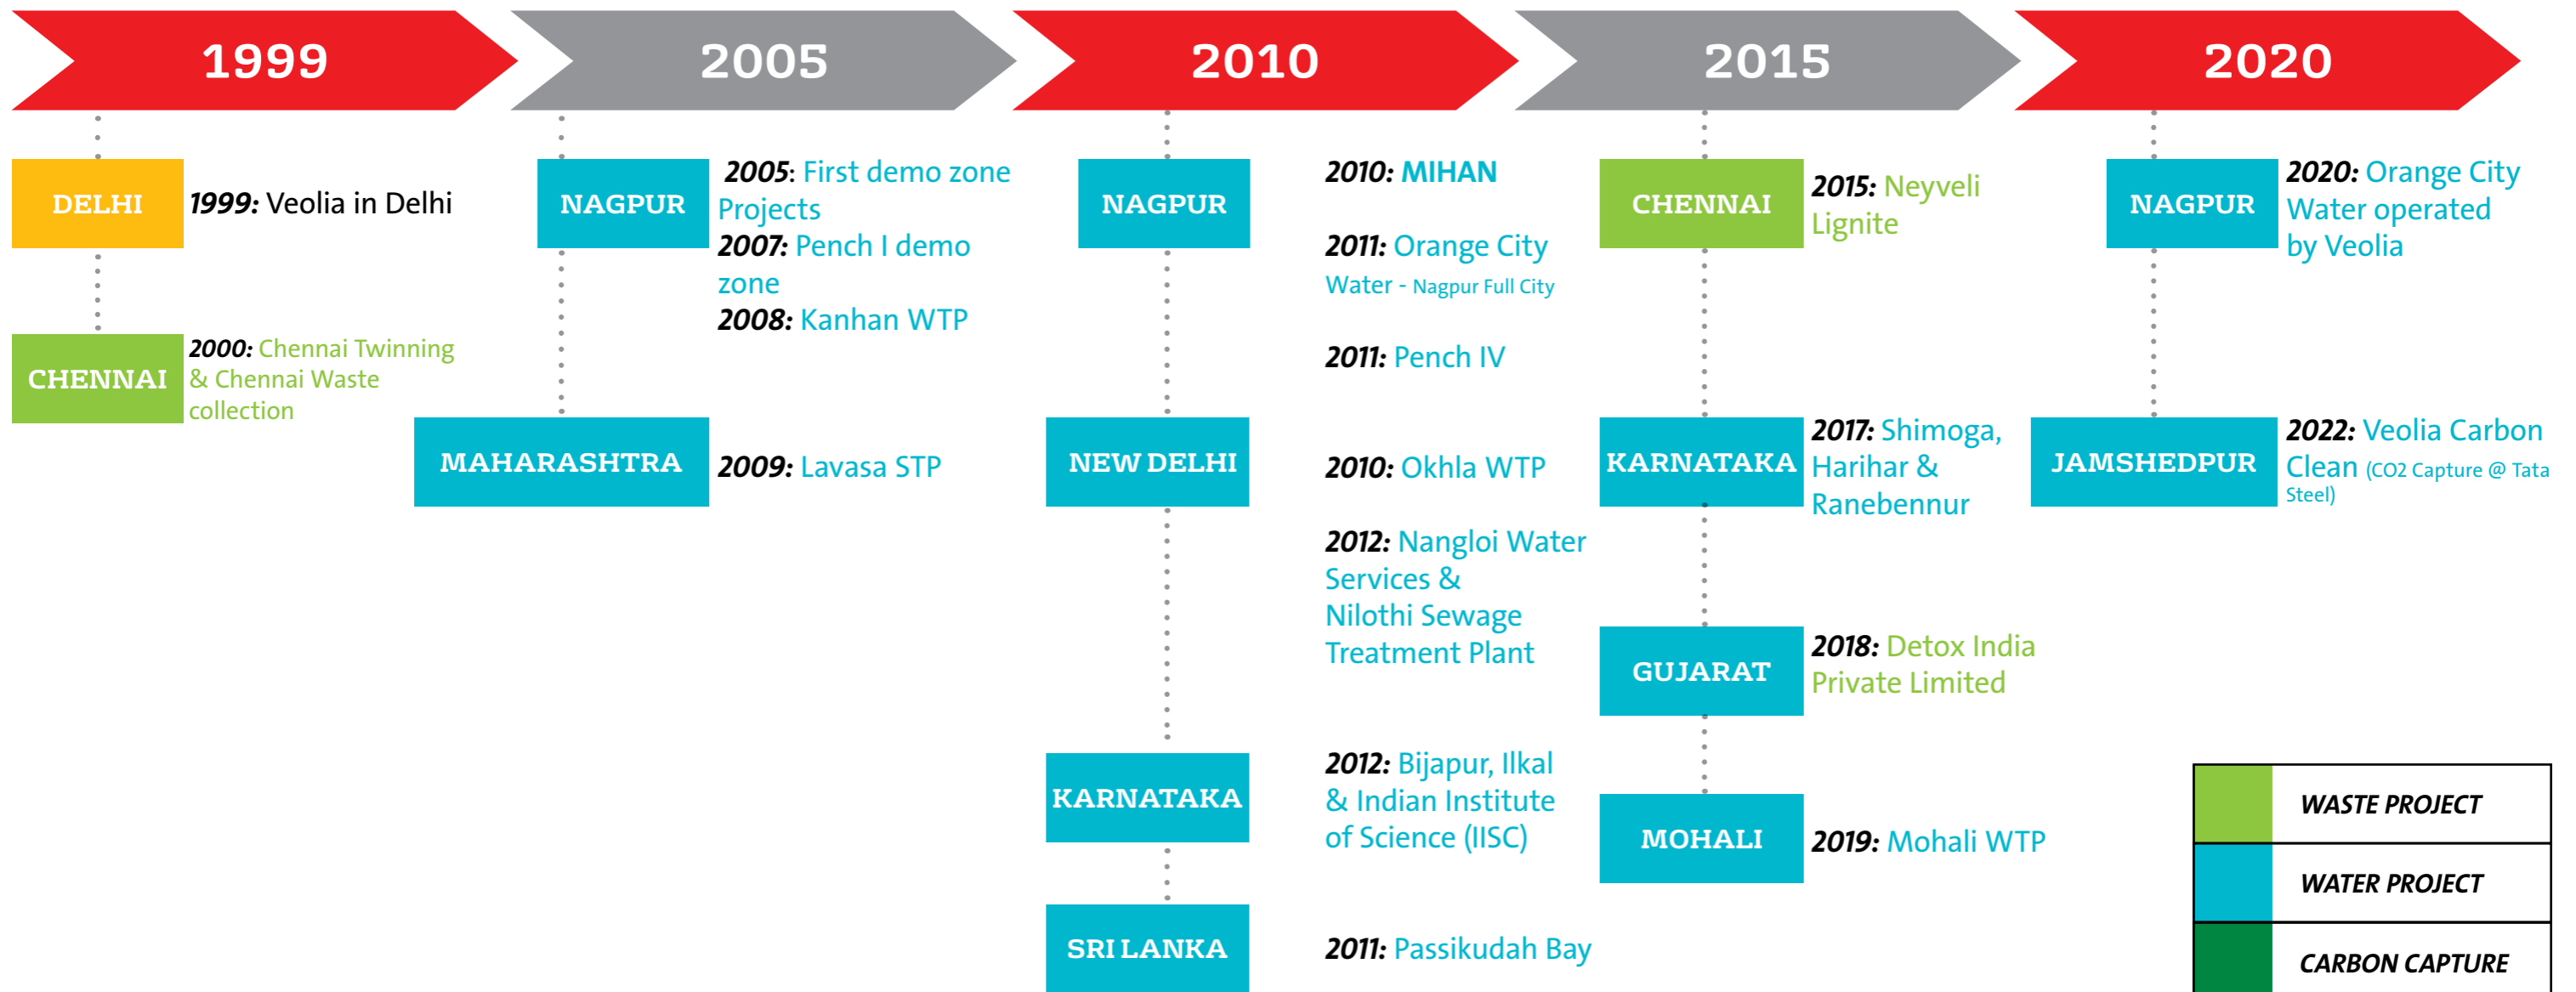 1999
2005
2010
2015
2020
DELHI
1999: Veolia in Delhi
CHENNAI
2000: Chennai Twinning
& Chennai Waste
collection
NAGPUR
2005: First demo zone
Projects
2007: Pench I demo
zone
2008: Kanhan WTP
MAHARASHTRA
2009: Lavasa STP
NAGPUR
2010: MIHAN
2011: Orange City
Water - Nagpur Full City
2011: Pench IV
NEW DELHI
2010: Okhla WTP
2012: Nangloi Water
Services &
Nilothi Sewage
Treatment Plant
KARNATAKA
2012: Bijapur, Ilkal
& Indian Institute
of Science (IISC)
SRI LANKA
2011: Passikudah Bay
CHENNAI
2015: Neyveli
Lignite
KARNATAKA
2017: Shimoga,
Harihar &
Ranebennur
GUJARAT
2018: Detox India
Private Limited
MOHALI
2019: Mohali WTP
NAGPUR
2020: Orange City
Water operated
by Veolia
JAMSHEDPUR
2022: Veolia Carbon
Clean (CO2 Capture @ Tata
Steel)
WASTE PROJECT
WATER PROJECT
CARBON CAPTURE